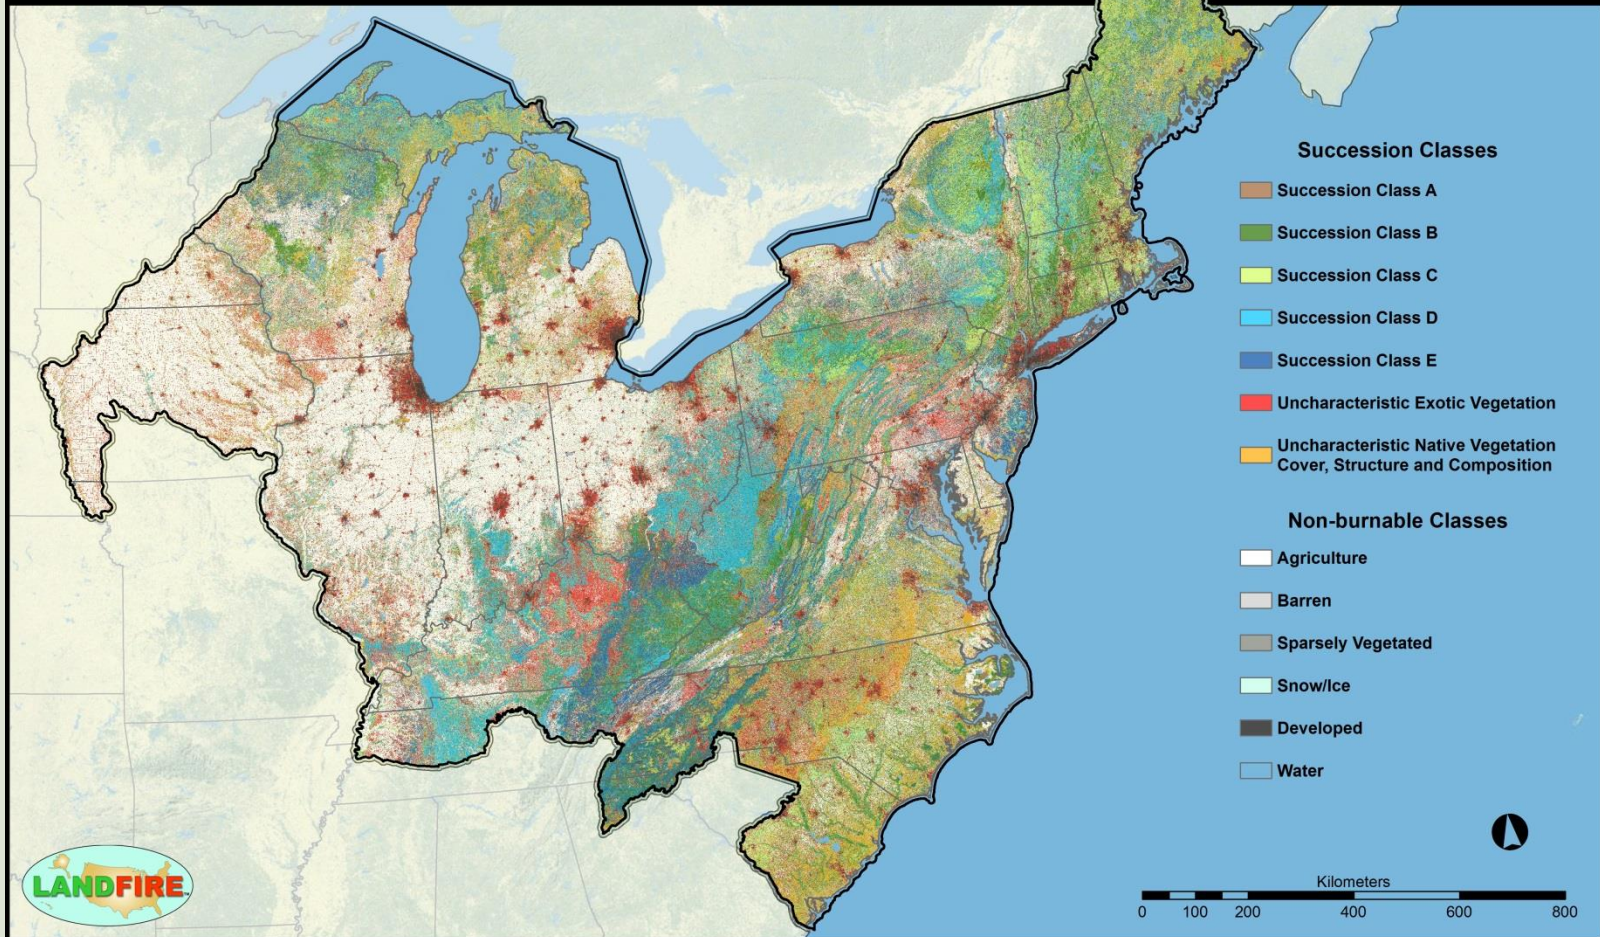 Succession Classes
Succession Class A
Succession Class B
Succession Class C
Succession Class D
Succession Class E
Uncharacteristic Exotic Vegetation
Uncharacteristic Native Vegetation
Cover, Structure and Composition
Non-burnable Classes
Agriculture
Barren
Sparsely Vegetated
Snow/Ice
Developed
Water
LANDFIRE
Kilometers
0 100 200 400 600 800